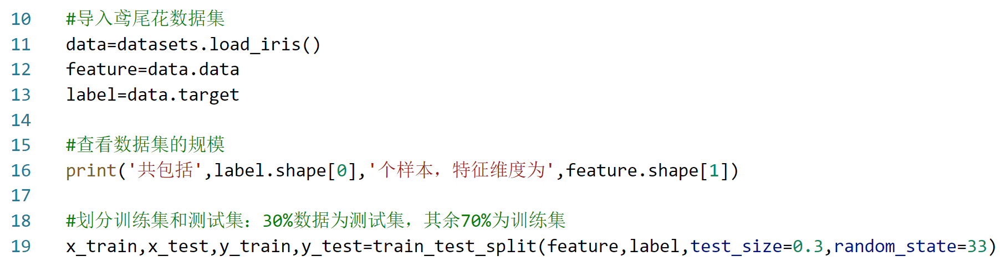 10 #导入鸢尾花数据集
11 data=datasets.load_iris()
12 feature=data.data
13 label=data.target
14
15 #查看数据集的规模
16 print('共包括',label.shape[0],'个样本，特征维度为',feature.shape[1])
17
18 #划分训练集和测试集：30%数据为测试集，其余70%为训练集
19 x_train,x_test,y_train,y_test=train_test_split(feature,label,test_size=0.3,random_state=33)